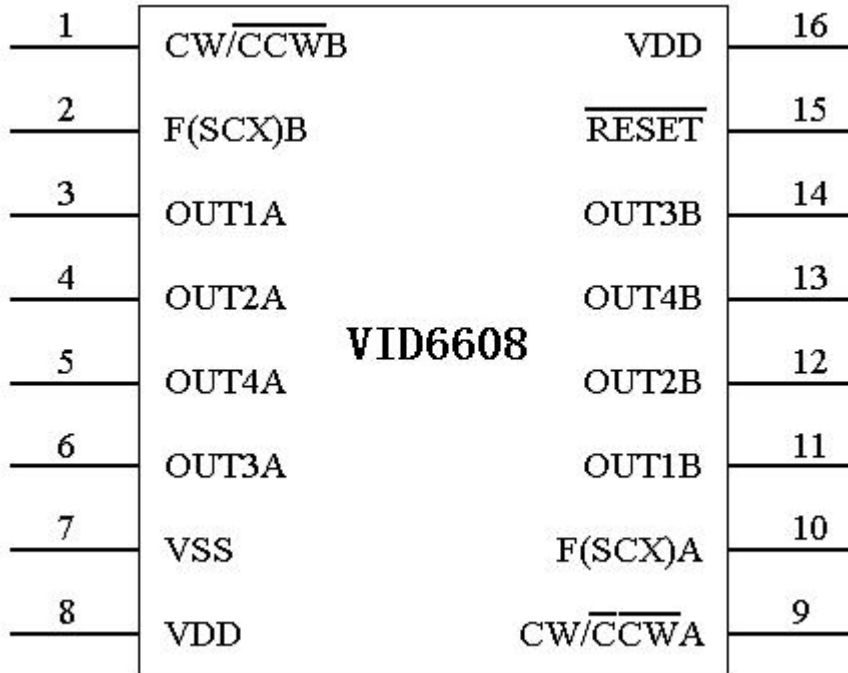 1 CW/CCWB VDD 16
2 F(SCX)B RESET 15
3 OUT1A OUT3B 14
4 OUT2A OUT4B 13
VID6608
5 OUT4A OUT2B 12
6 OUT3A OUT1B 11
7 VSS F(SCX)A 10
8 VDD CW/CCWA 9